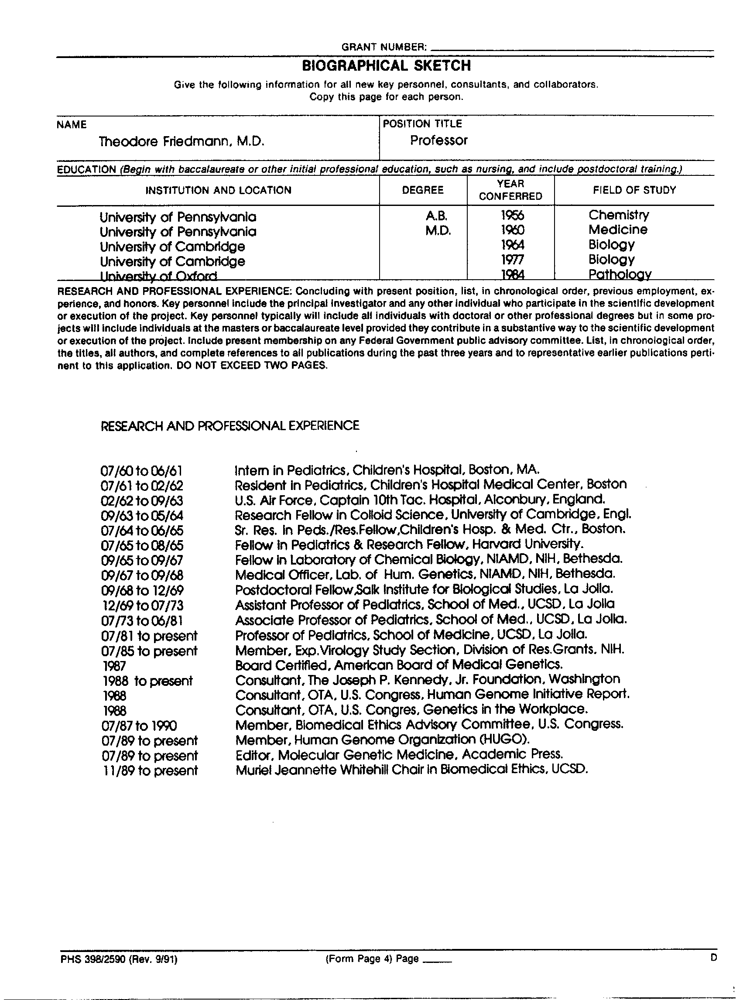 GRANT NUMBER:
BIOGRAPHICAL SKETCH
Give the following information for all new key personnel, consultants, and collaborators.
Copy this page for each person.
NAME
POSITION TITLE
Theodore Friedmann, M.D.
Professor
EDUCATION (Begin with baccalaureate or other initial professional education, such as nursing, and include postdoctoral training.)
INSTITUTION AND LOCATION DEGREE YEAR CONFERRED FIELD OF STUDY
University of Pennsylvania A.B. 1956 Chemistry
University of Pennsylvania M.D. 1960 Medicine
University of Cambridge 1964 Biology
University of Cambridge 1977 Biology
University of Oxford 1984 Pathology
RESEARCH AND PROFESSIONAL EXPERIENCE: Concluding with present position, list, in chronological order, previous employment, ex-
perience, and honors. Key personnel include the principal investigator and any other individual who participate in the scientific development
or execution of the project. Key personnel typically will include all individuals with doctoral or other professional degrees but in some pro-
jects will include individuals at the masters or baccalaureate level provided they contribute in a substantive way to the scientific development
or execution of the project. Include present membership on any Federal Government public advisory committee. List, in chronological order,
the titles, all authors, and complete references to all publications during the past three years and to representative earlier publications perti-
nent to this application. DO NOT EXCEED TWO PAGES.
RESEARCH AND PROFESSIONAL EXPERIENCE
07/60 to 06/61 Intern in Pediatrics, Children's Hospital, Boston, MA.
07/61 to 02/62 Resident in Pediatrics, Children's Hospital Medical Center, Boston
02/62 to 09/63 U.S. Air Force, Captain 10th Tac. Hospital, Alconbury, England.
09/63 to 05/64 Research Fellow in Colloid Science, University of Cambridge, Engl.
07/64 to 06/65 Sr. Res. in Peds./Res.Fellow,Children's Hosp. & Med. Ctr., Boston.
07/65 to 08/65 Fellow in Pediatrics & Research Fellow, Harvard University.
09/65 to 09/67 Fellow in Laboratory of Chemical Biology, NIAMD, NIH, Bethesda.
09/67 to 09/68 Medical Officer, Lab. of Hum. Genetics, NIAMD, NIH, Bethesda.
09/68 to 12/69 Postdoctoral Fellow,Salk Institute for Biological Studies, La Jolla.
12/69 to 07/73 Assistant Professor of Pediatrics, School of Med., UCSD, La Jolla
07/73 to 06/81 Associate Professor of Pediatrics, School of Med., UCSD, La Jolla.
07/81 to present Professor of Pediatrics, School of Medicine, UCSD, La Jolla.
07/85 to present Member, Exp.Virology Study Section, Division of Res.Grants, NIH.
1987 Board Certified, American Board of Medical Genetics.
1988 to present Consultant, The Joseph P. Kennedy, Jr. Foundation, Washington
1988 Consultant, OTA, U.S. Congress, Human Genome Initiative Report.
1988 Consultant, OTA, U.S. Congres, Genetics in the Workplace.
07/87 to 1990 Member, Biomedical Ethics Advisory Committee, U.S. Congress.
07/89 to present Member, Human Genome Organization (HUGO).
07/89 to present Editor, Molecular Genetic Medicine, Academic Press.
11/89 to present Muriel Jeannette Whitehill Chair in Biomedical Ethics, UCSD.
PHS 398/2590 (Rev. 9/91) (Form Page 4) Page D